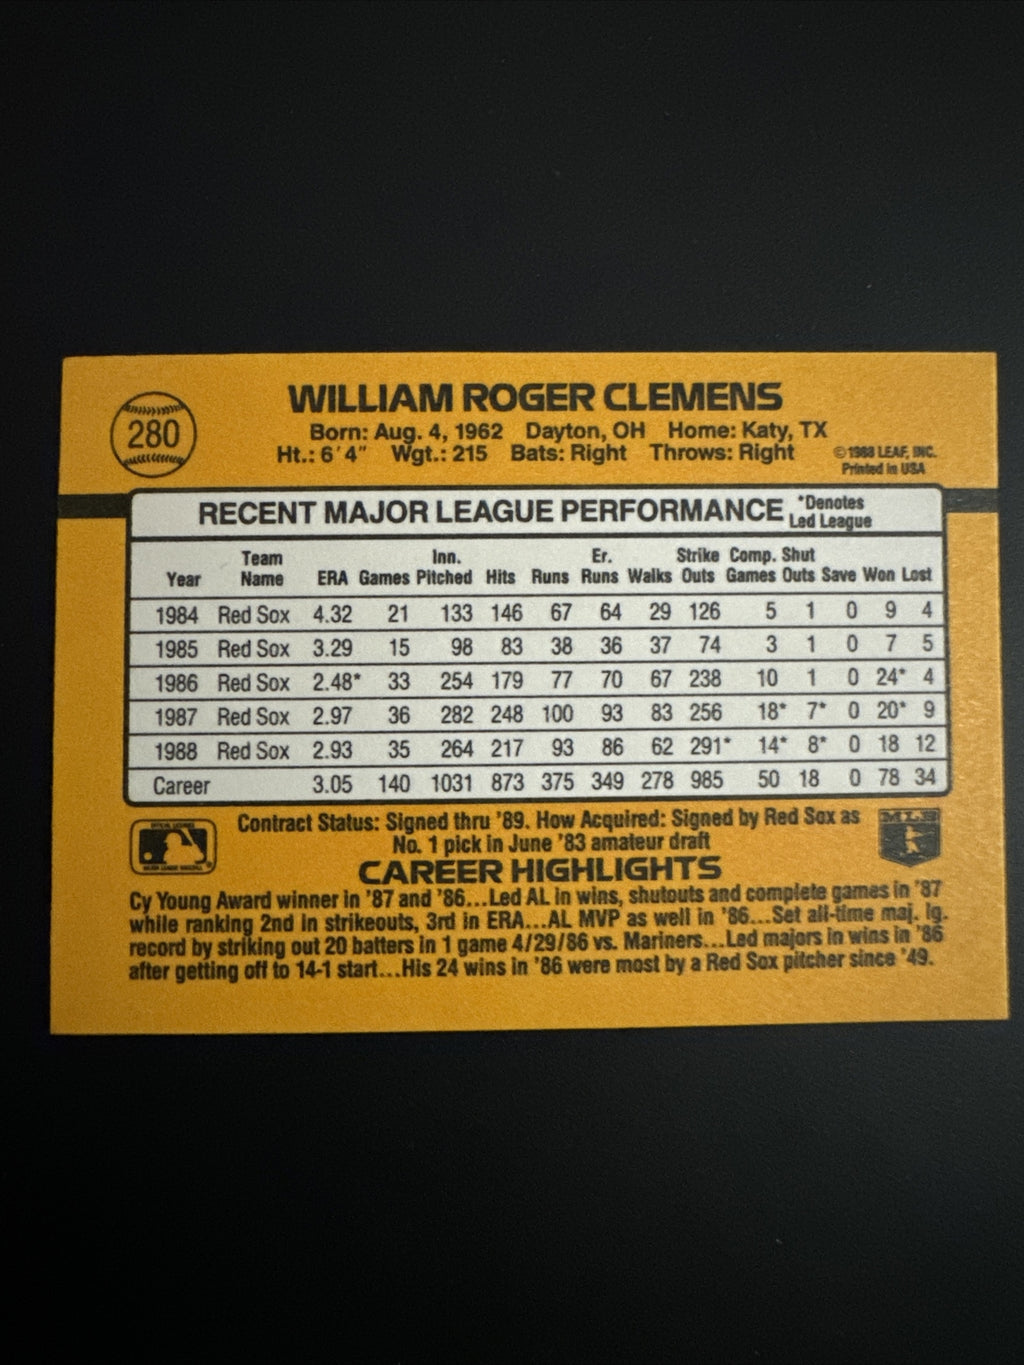 WILLIAM ROGER CLEMENS
280
Born: Aug. 4, 1962 Dayton, OH Home: Katy, TX
Ht.: 6'4" Wgt.: 215 Bats: Right Throws: Right
©1988 LEAF, INC.
Printed in USA
RECENT MAJOR LEAGUE PERFORMANCE *Denotes Led League
Year Team Name ERA Games Inn. Pitched Hits Runs Er. Runs Walks Strike Outs Comp. Games Shut Outs Save Won Lost
1984 Red Sox 4.32 21 133 146 67 64 29 126 5 1 0 9 4
1985 Red Sox 3.29 15 98 83 38 36 37 74 3 1 0 7 5
1986 Red Sox 2.48* 33 254 179 77 70 67 238 10 1 0 24* 4
1987 Red Sox 2.97 36 282 248 100 93 83 256 18* 7* 0 20* 9
1988 Red Sox 2.93 35 264 217 93 86 62 291* 14* 8* 0 18 12
Career 3.05 140 1031 873 375 349 278 985 50 18 0 78 34
Contract Status: Signed thru '89. How Acquired: Signed by Red Sox as
No. 1 pick in June '83 amateur draft
MLB
CAREER HIGHLIGHTS
Cy Young Award winner in '87 and '86...Led AL in wins, shutouts and complete games in '87
while ranking 2nd in strikeouts, 3rd in ERA...AL MVP as well in '86...Set all-time maj. lg.
record by striking out 20 batters in 1 game 4/29/86 vs. Mariners...Led majors in wins in '86
after getting off to 14-1 start...His 24 wins in '86 were most by a Red Sox pitcher since '49.